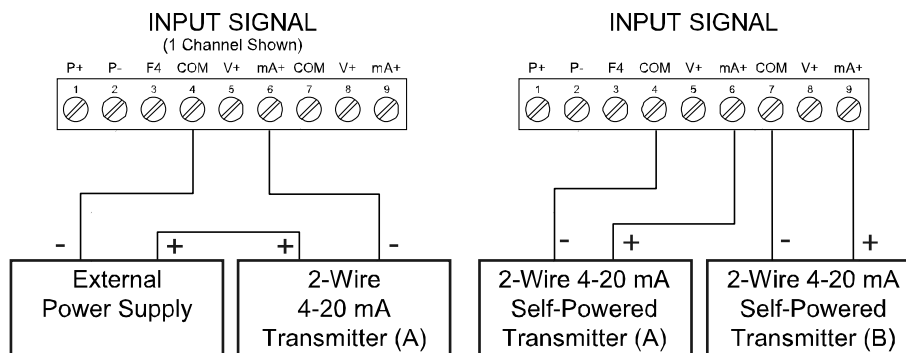 INPUT SIGNAL
(1 Channel Shown)
P+ P- F4 COM V+ mA+ COM V+ mA+
1 2 3 4 5 6 7 8 9
- + + -
External
Power Supply
2-Wire
4-20 mA
Transmitter (A)
INPUT SIGNAL
P+ P- F4 COM V+ mA+ COM V+ mA+
1 2 3 4 5 6 7 8 9
- + - +
2-Wire 4-20 mA
Self-Powered
Transmitter (A)
2-Wire 4-20 mA
Self-Powered
Transmitter (B)